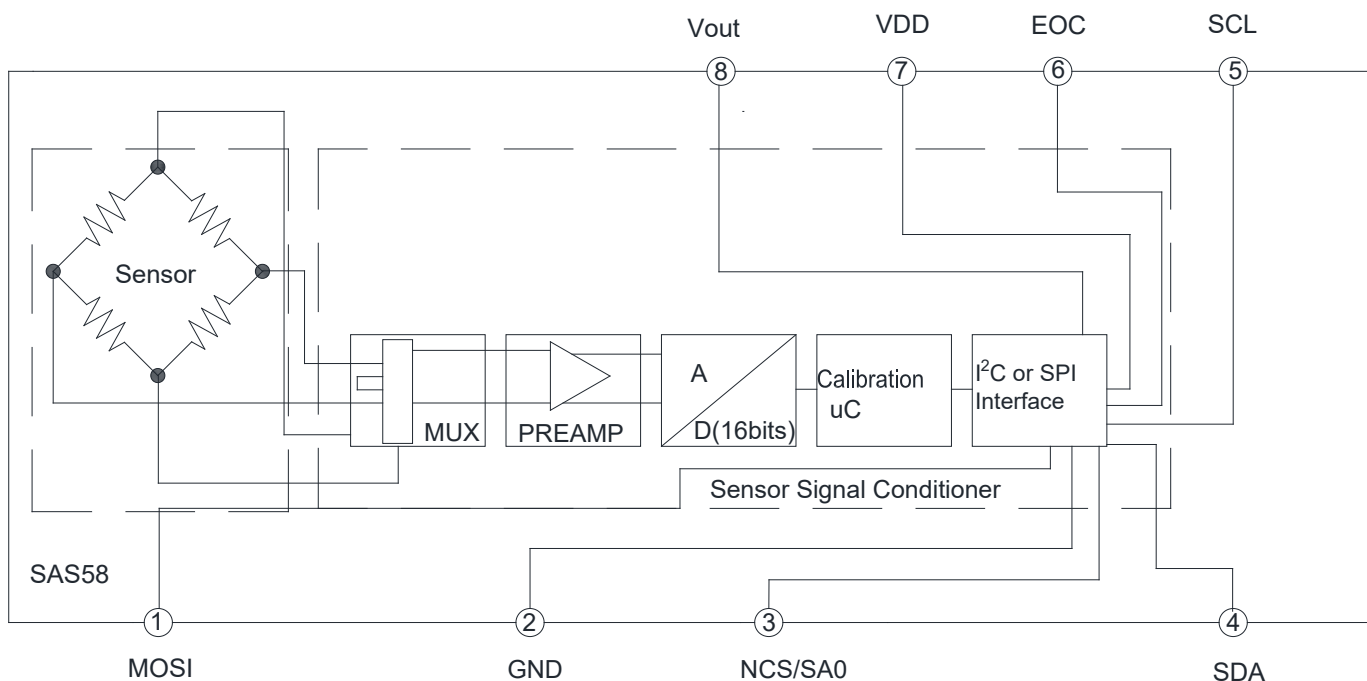 Vout
VDD
EOC
SCL
8
7
6
5
Sensor
A
D(16bits)
Calibration
uC
I²C or SPI
Interface
MUX
PREAMP
Sensor Signal Conditioner
SAS58
1
2
3
4
MOSI
GND
NCS/SA0
SDA